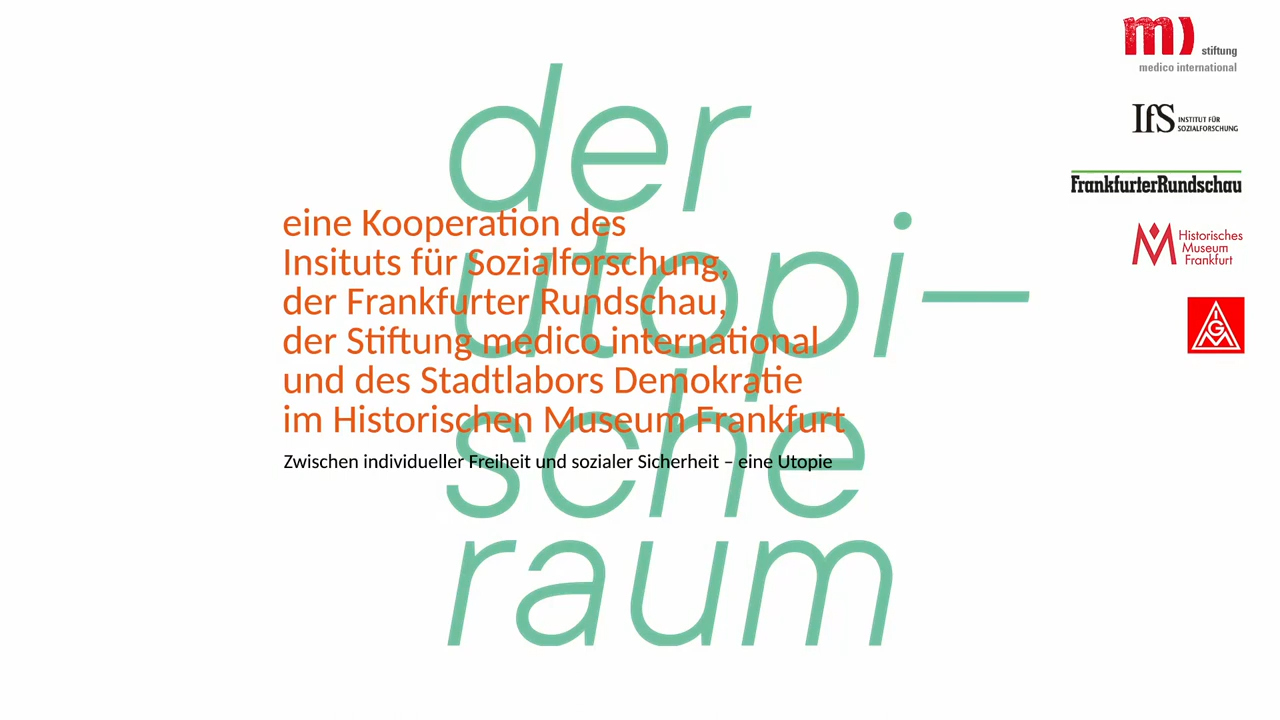 der
utopi–
sche
raum
eine Kooperation des
Insituts für Sozialforschung,
der Frankfurter Rundschau,
der Stiftung medico international
und des Stadtlabors Demokratie
im Historischen Museum Frankfurt
Zwischen individueller Freiheit und sozialer Sicherheit – eine Utopie
m)
stiftung
medico international
IfS INSTITUT FÜR
SOZIALFORSCHUNG
FrankfurterRundschau
M Historisches
Museum
Frankfurt
IGM